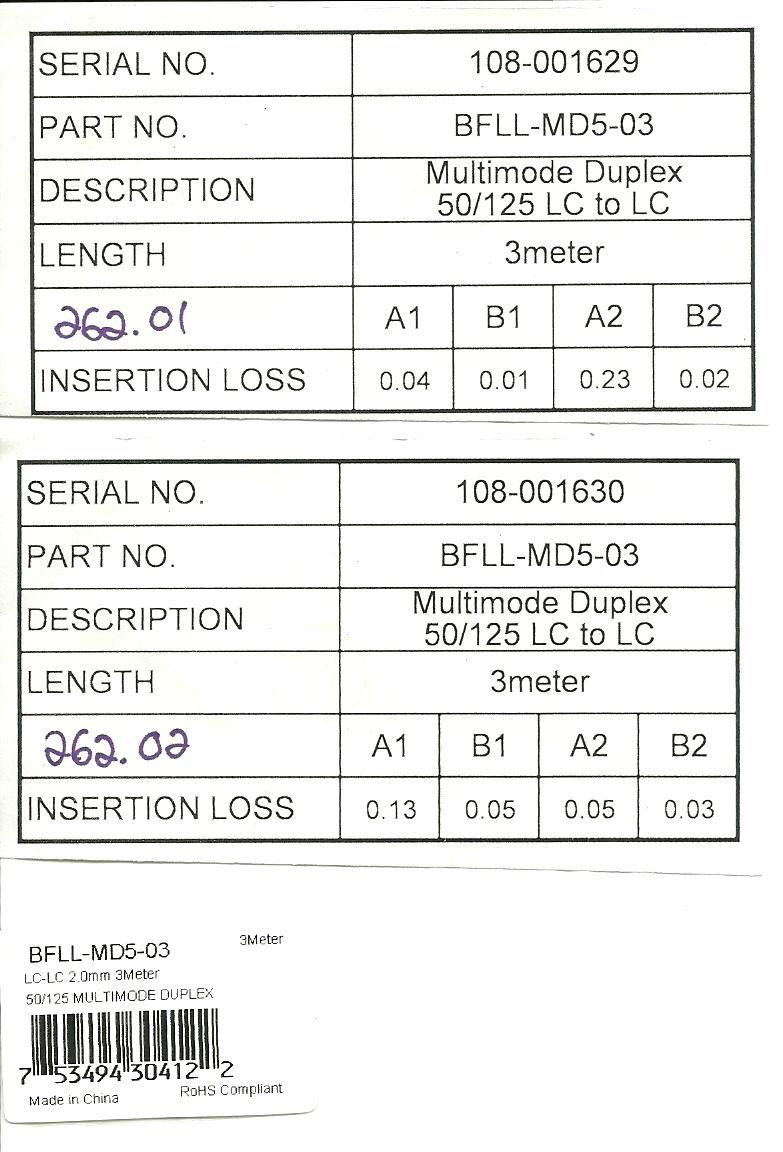 SERIAL NO. 108-001629
PART NO. BFLL-MD5-03
DESCRIPTION Multimode Duplex
50/125 LC to LC
LENGTH 3meter
262.01 A1 B1 A2 B2
INSERTION LOSS 0.04 0.01 0.23 0.02
SERIAL NO. 108-001630
PART NO. BFLL-MD5-03
DESCRIPTION Multimode Duplex
50/125 LC to LC
LENGTH 3meter
262.02 A1 B1 A2 B2
INSERTION LOSS 0.13 0.05 0.05 0.03
BFLL-MD5-03 3Meter
LC-LC 2.0mm 3Meter
50/125 MULTIMODE DUPLEX
7 53494 30412 2
Made in China RoHS Compliant